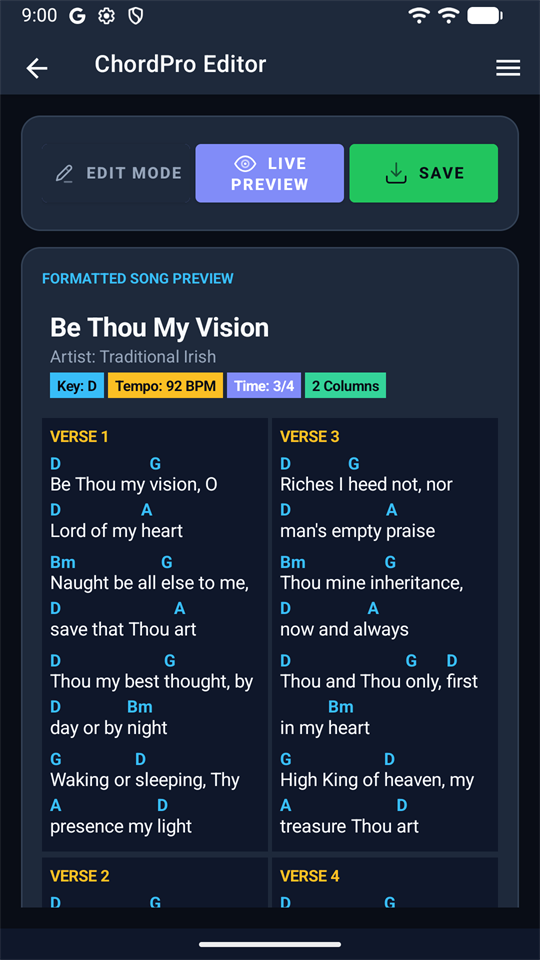 9:00
ChordPro Editor
EDIT MODE
LIVE
PREVIEW
SAVE
FORMATTED SONG PREVIEW
Be Thou My Vision
Artist: Traditional Irish
Key: D Tempo: 92 BPM Time: 3/4 2 Columns
VERSE 1
D G
Be Thou my vision, O
D A
Lord of my heart
Bm G
Naught be all else to me,
D A
save that Thou art
D G
Thou my best thought, by
D Bm
day or by night
G D
Waking or sleeping, Thy
A D
presence my light
VERSE 3
D G
Riches I heed not, nor
D A
man's empty praise
Bm G
Thou mine inheritance,
D A
now and always
D G D
Thou and Thou only, first
Bm
in my heart
G D
High King of heaven, my
A D
treasure Thou art
VERSE 2
D G
VERSE 4
D G